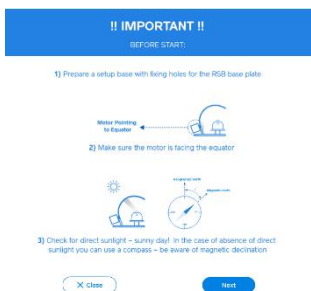 !! IMPORTANT !!
BEFORE START:
1) Prepare a setup base with fixing holes for the RSB base plate
Motor Pointing
to Equator
2) Make sure the motor is facing the equator
3) Check for direct sunlight – sunny day! In the case of absence of direct
sunlight you can use a compass – be aware of magnetic declination
X Close
Next